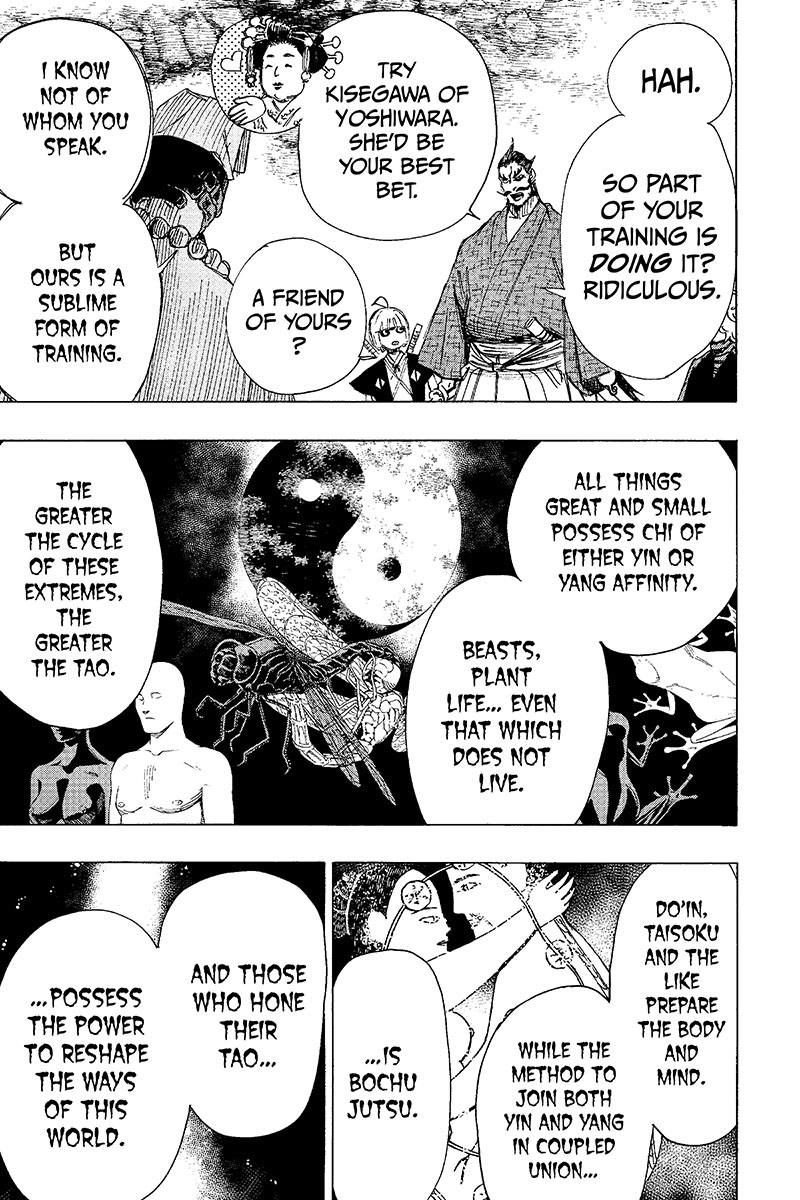 HAH.
SO PART
OF YOUR
TRAINING IS
DOING IT?
RIDICULOUS.
TRY
KISEGAWA OF
YOSHIWARA.
SHE'D BE
YOUR BEST
BET.
A FRIEND
OF YOURS
?
I KNOW
NOT OF
WHOM YOU
SPEAK.
BUT
OURS IS A
SUBLIME
FORM OF
TRAINING.
ALL THINGS
GREAT AND SMALL
POSSESS CHI OF
EITHER YIN OR
YANG AFFINITY.
BEASTS,
PLANT
LIFE... EVEN
THAT WHICH
DOES NOT
LIVE.
THE
GREATER
THE CYCLE
OF THESE
EXTREMES,
THE
GREATER
THE TAO.
DO'IN,
TAISOKU
AND THE
LIKE
PREPARE
THE BODY
AND
MIND.
WHILE THE
METHOD TO
JOIN BOTH
YIN AND YANG
IN COUPLED
UNION...
...IS
BOCHU
JUTSU.
AND THOSE
WHO HONE
THEIR
TAO...
...POSSESS
THE POWER
TO RESHAPE
THE WAYS
OF THIS
WORLD.